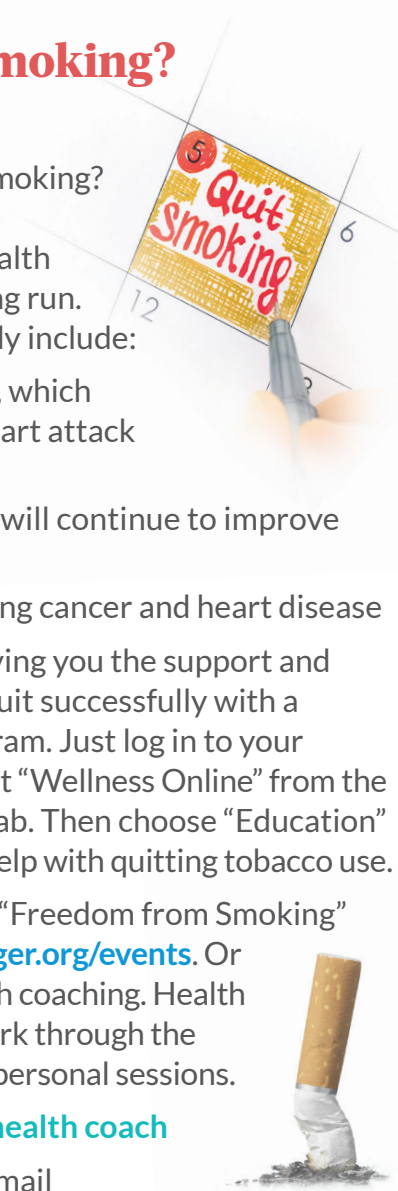 moking?
5
Quit
smoking
6
12
moking?
alth
ng run.
ly include:
, which
art attack
will continue to improve
ng cancer and heart disease
ving you the support and
uit successfully with a
ram. Just log in to your
t “Wellness Online” from the
ab. Then choose “Education”
elp with quitting tobacco use.
“Freedom from Smoking”
ger.org/events. Or
h coaching. Health
rk through the
personal sessions.
health coach
mail